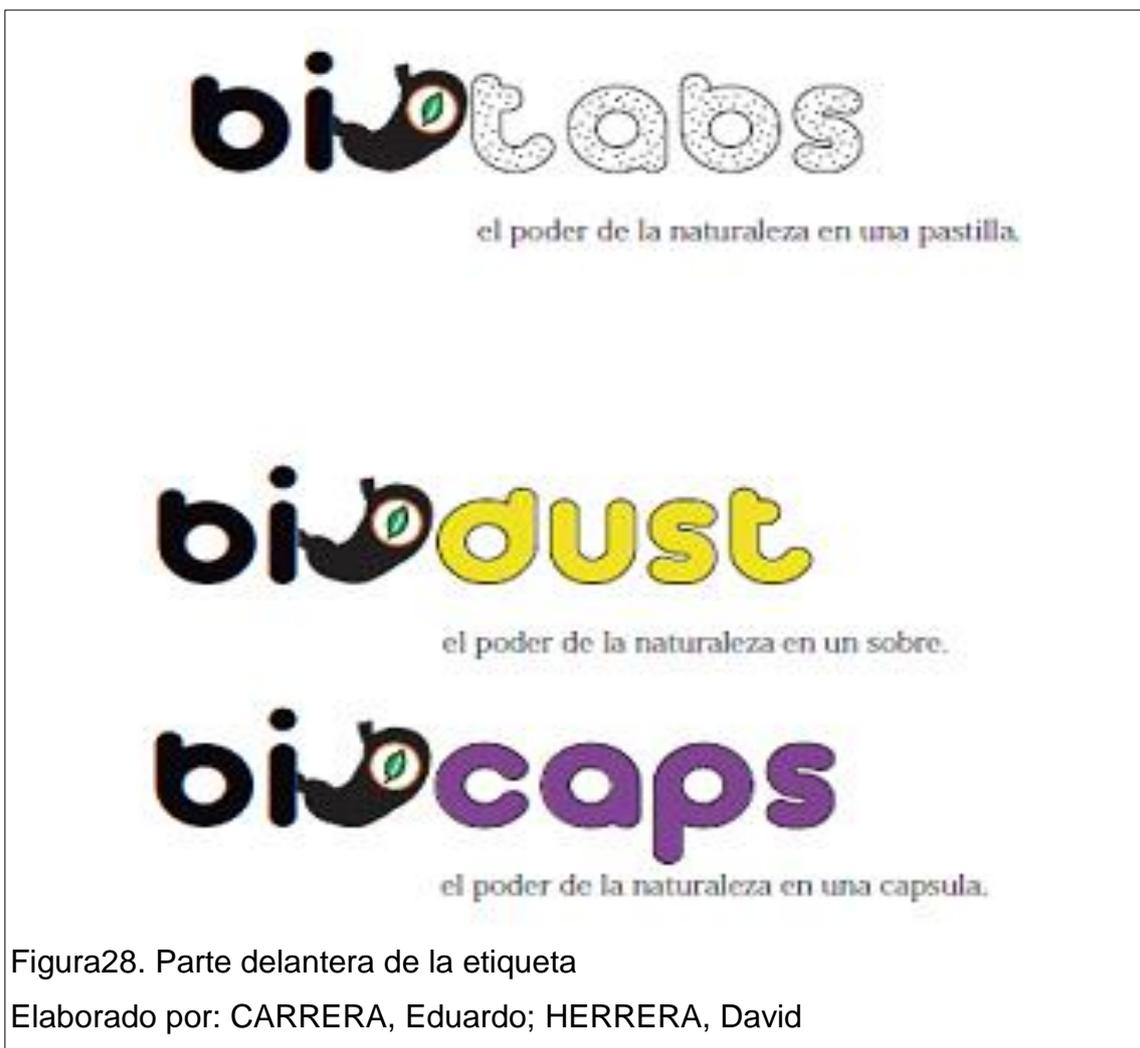 biotabs
el poder de la naturaleza en una pastilla.
biodust
el poder de la naturaleza en un sobre.
biocaps
el poder de la naturaleza en una capsula.
Figura28. Parte delantera de la etiqueta
Elaborado por: CARRERA, Eduardo; HERRERA, David